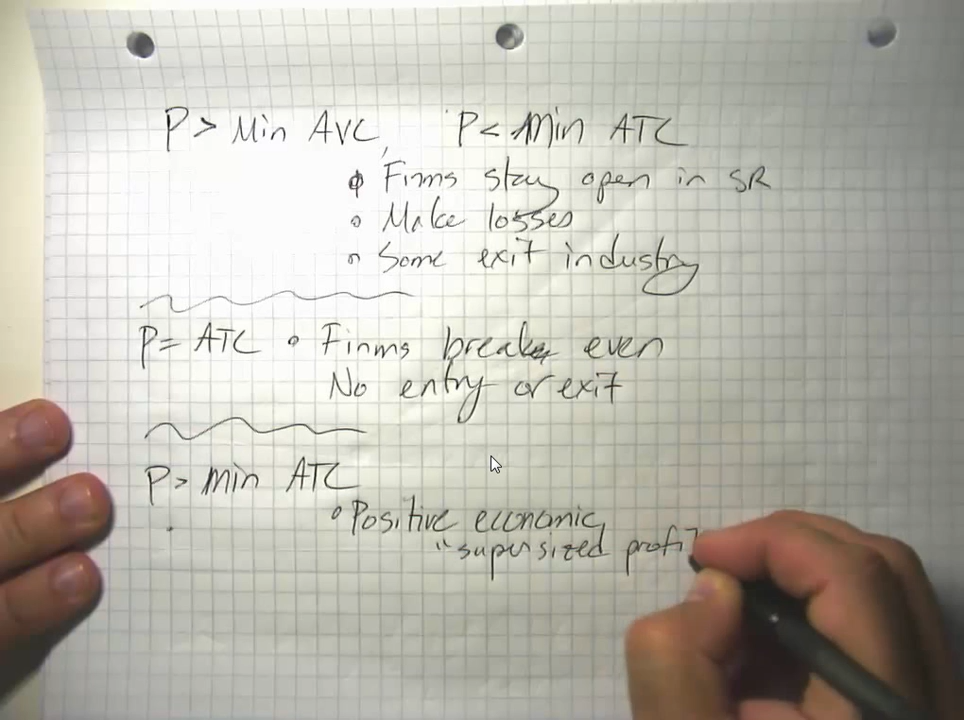 P > Min AVC, P < Min ATC
Firms stay open in SR
Make losses
Some exit industry
P = ATC • Firms break even
No entry or exit
P > Min ATC
Positive economic
"supersized profit